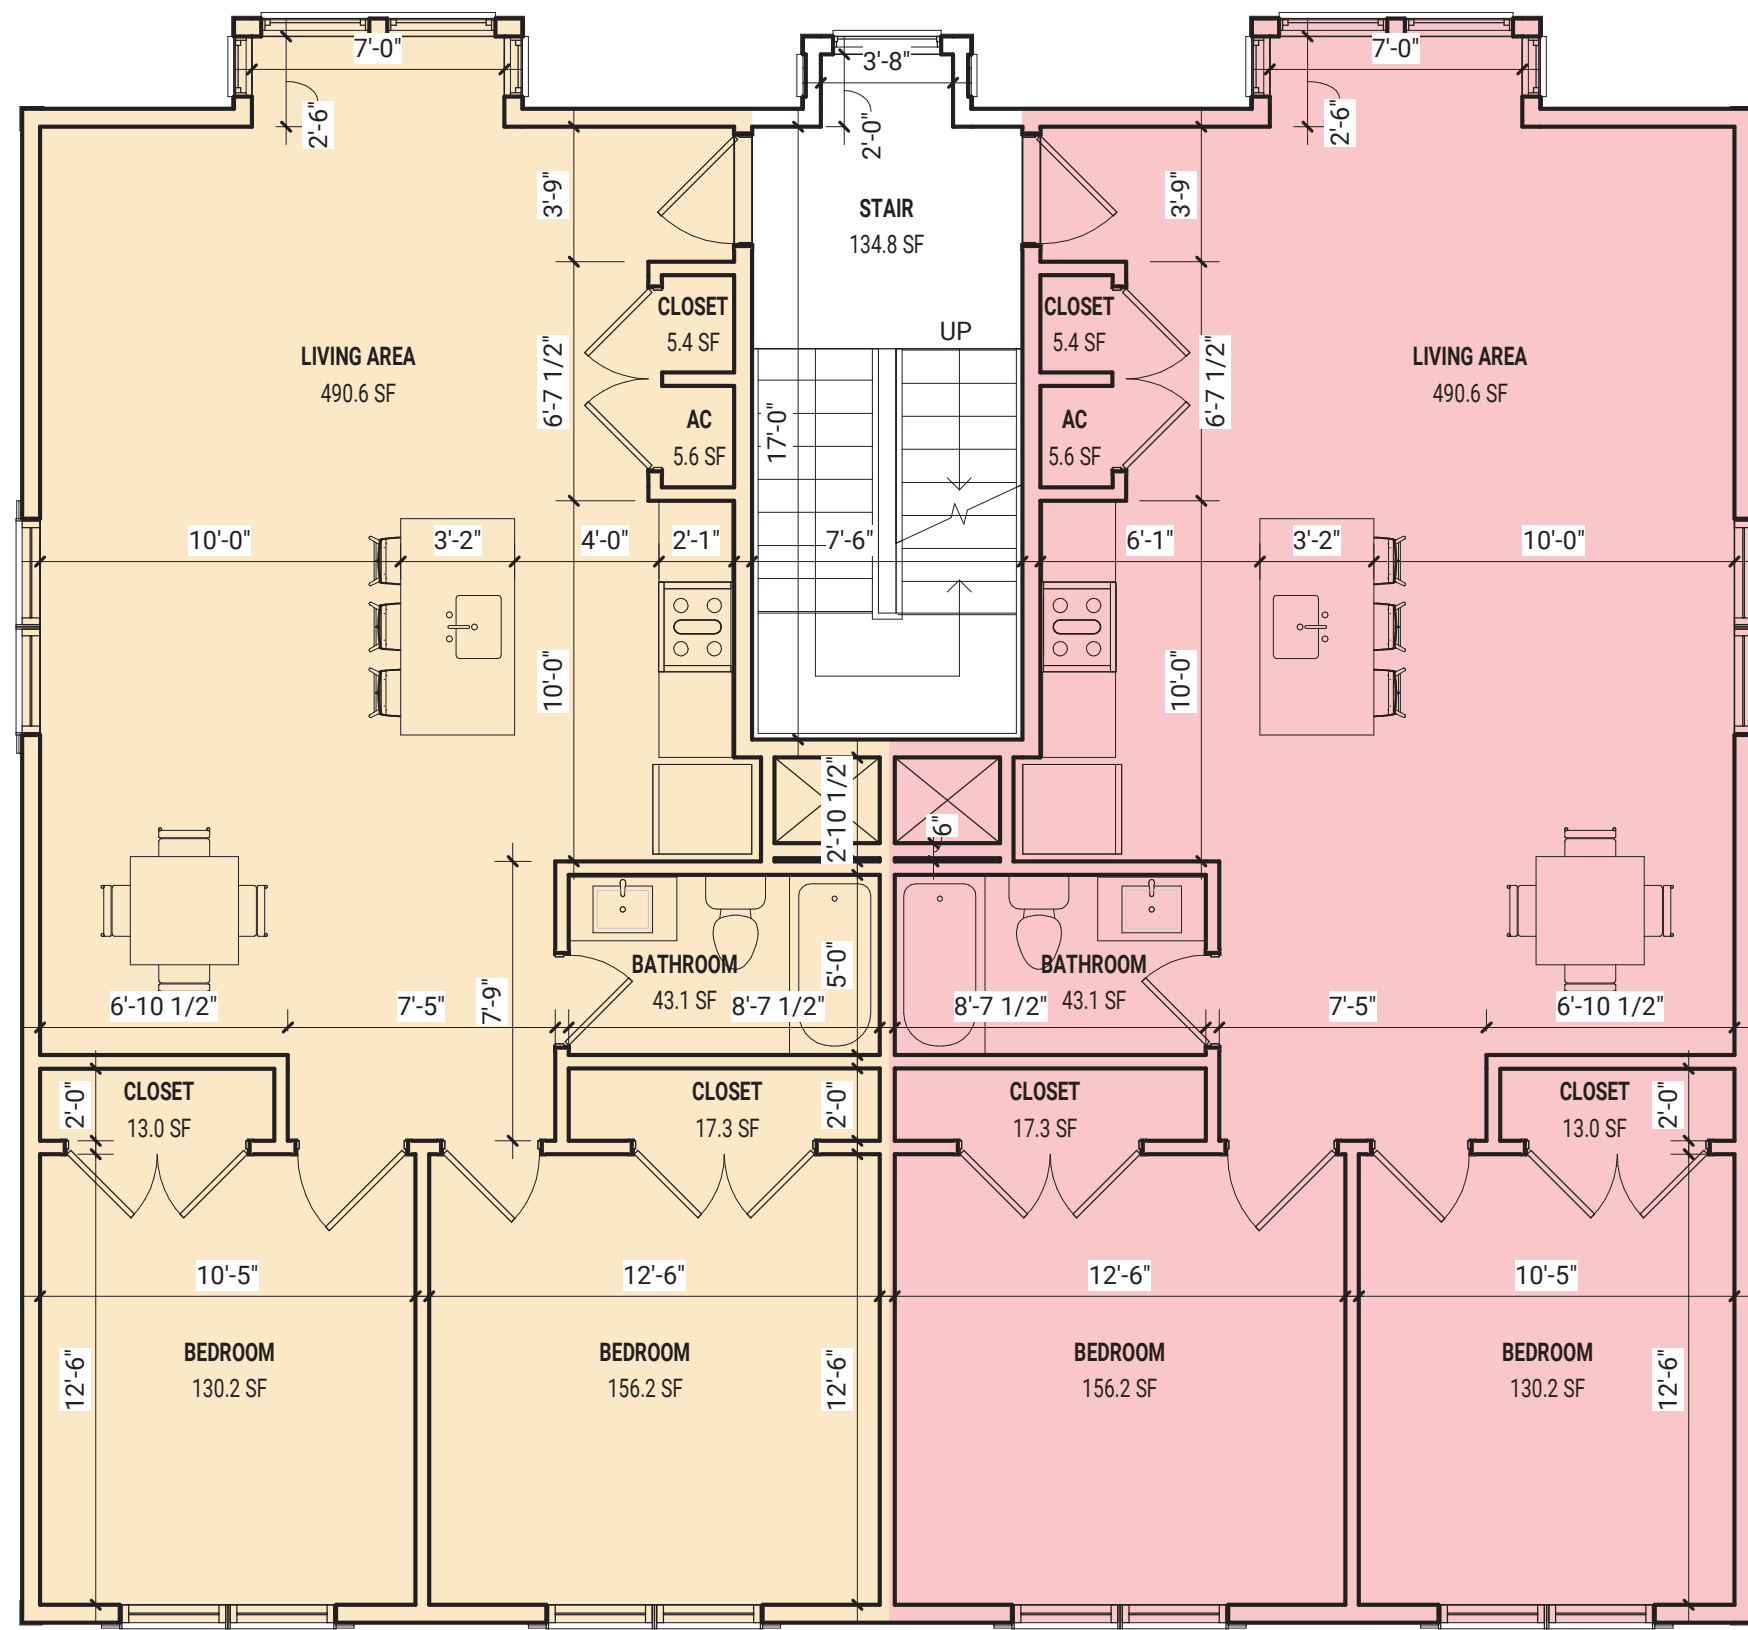 7'-0"
3'-8"
7'-0"
2'-6"
2'-0"
2'-6"
3'-9"
STAIR
134.8 SF
3'-9"
CLOSET
5.4 SF
CLOSET
5.4 SF
UP
LIVING AREA
490.6 SF
6'-7 1/2"
6'-7 1/2"
LIVING AREA
490.6 SF
AC
5.6 SF
17'-0"
AC
5.6 SF
10'-0"
3'-2"
4'-0"
2'-1"
7'-6"
6'-1"
3'-2"
10'-0"
10'-0"
10'-0"
2'-10 1/2"
6"
BATHROOM
43.1 SF
5'-0"
BATHROOM
43.1 SF
6'-10 1/2"
7'-5"
7'-9"
8'-7 1/2"
8'-7 1/2"
7'-5"
6'-10 1/2"
2'-0"
CLOSET
13.0 SF
CLOSET
17.3 SF
2'-0"
CLOSET
17.3 SF
CLOSET
13.0 SF
2'-0"
10'-5"
12'-6"
12'-6"
10'-5"
12'-6"
BEDROOM
130.2 SF
BEDROOM
156.2 SF
12'-6"
BEDROOM
156.2 SF
BEDROOM
130.2 SF
12'-6"